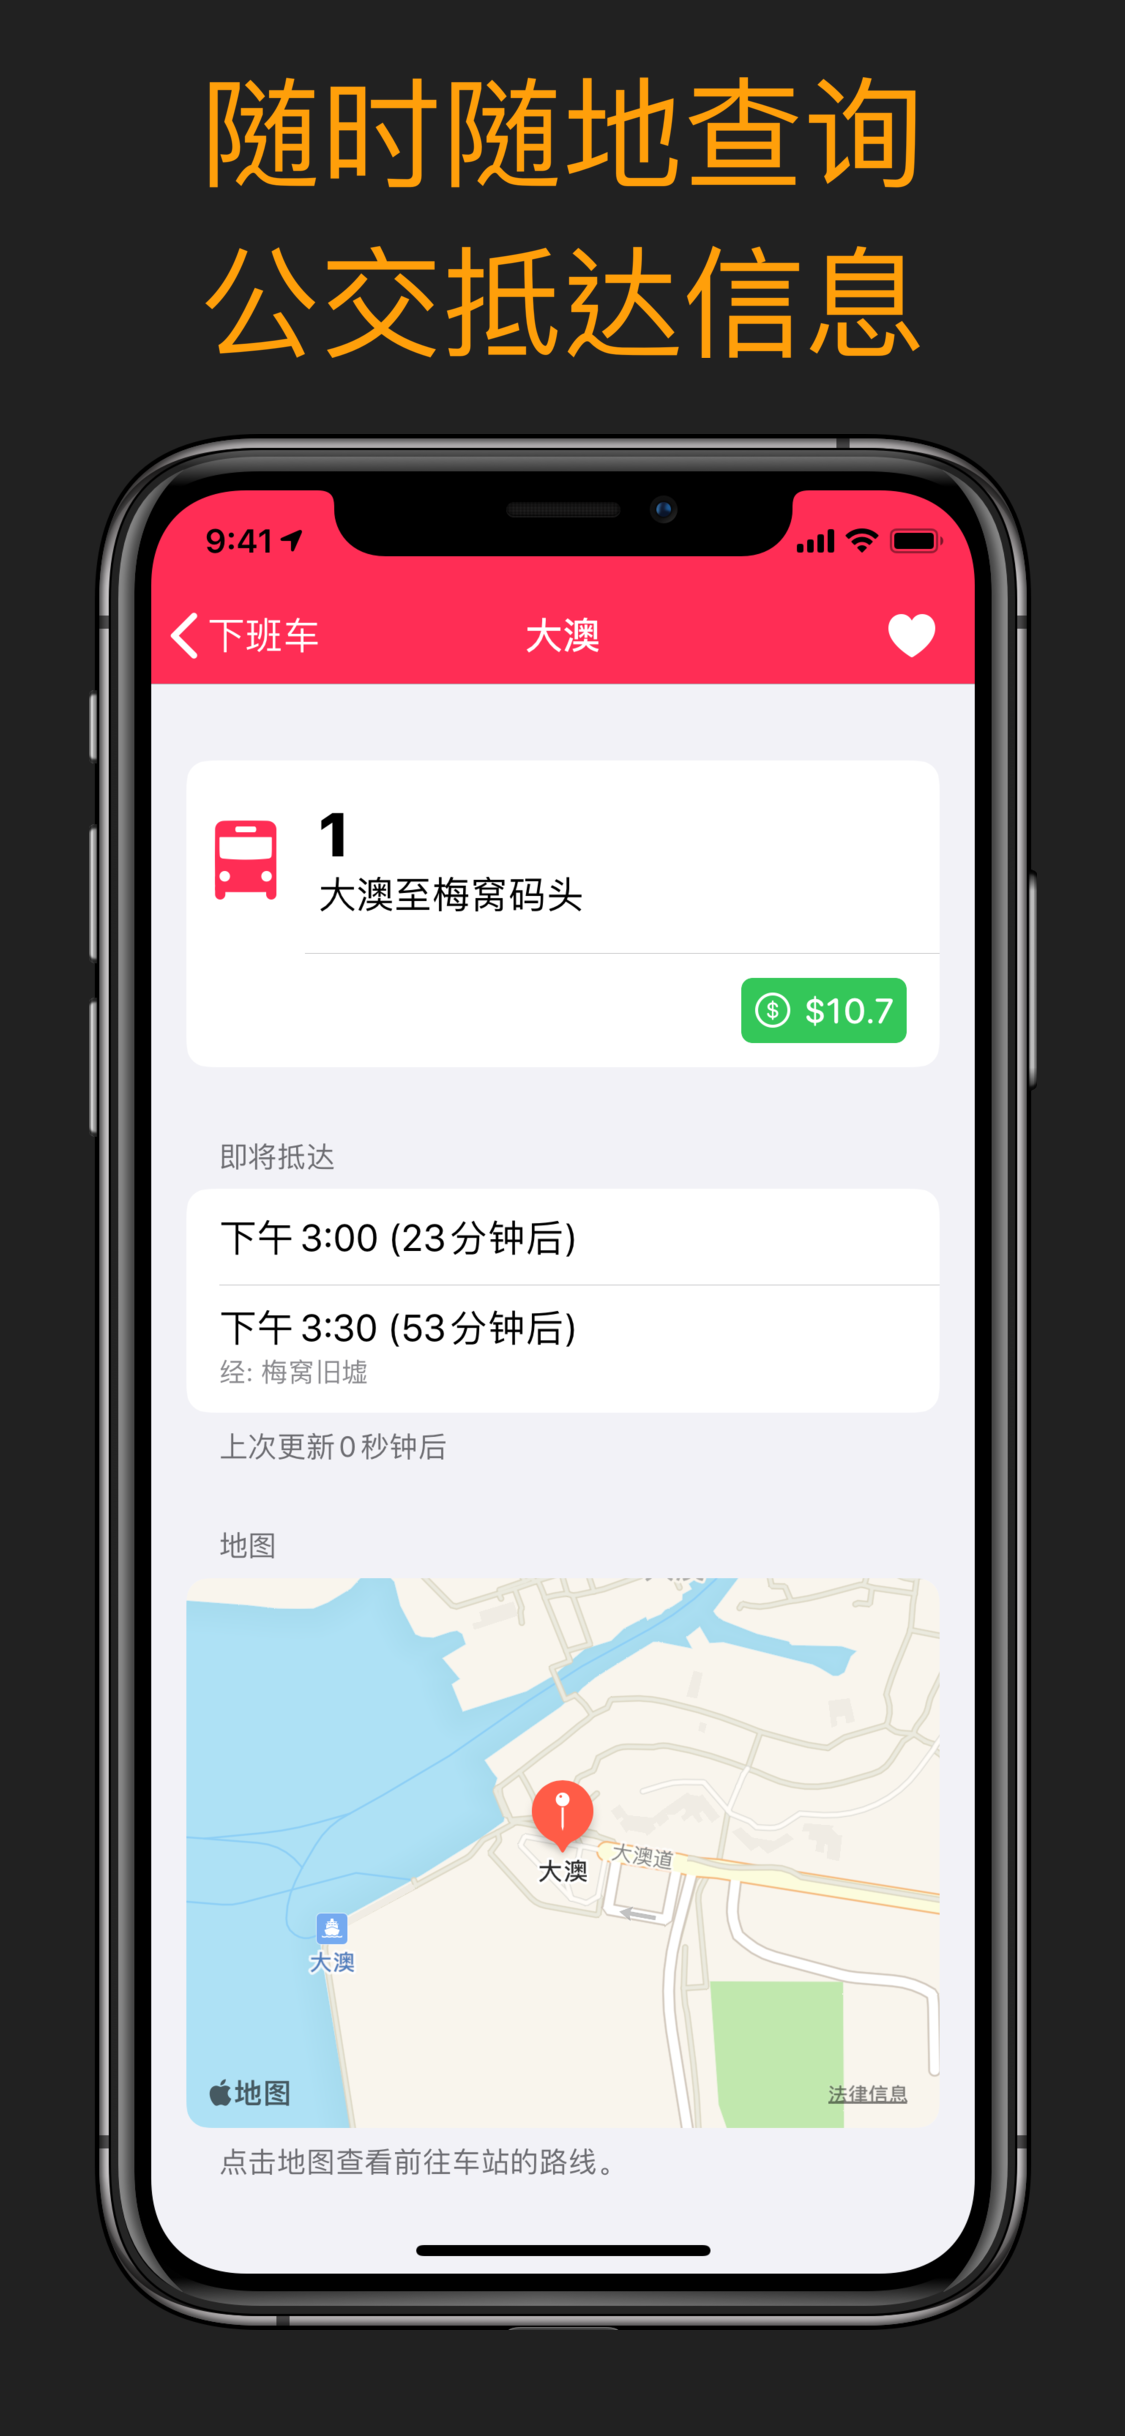 随时随地查询
公交抵达信息
9:41
下班车
大澳
1
大澳至梅窝码头
$10.7
即将抵达
下午 3:00 (23 分钟后)
下午 3:30 (53 分钟后)
经: 梅窝旧墟
上次更新 0 秒钟后
地图
大澳
大澳道
大澳
地图
法律信息
点击地图查看前往车站的路线。